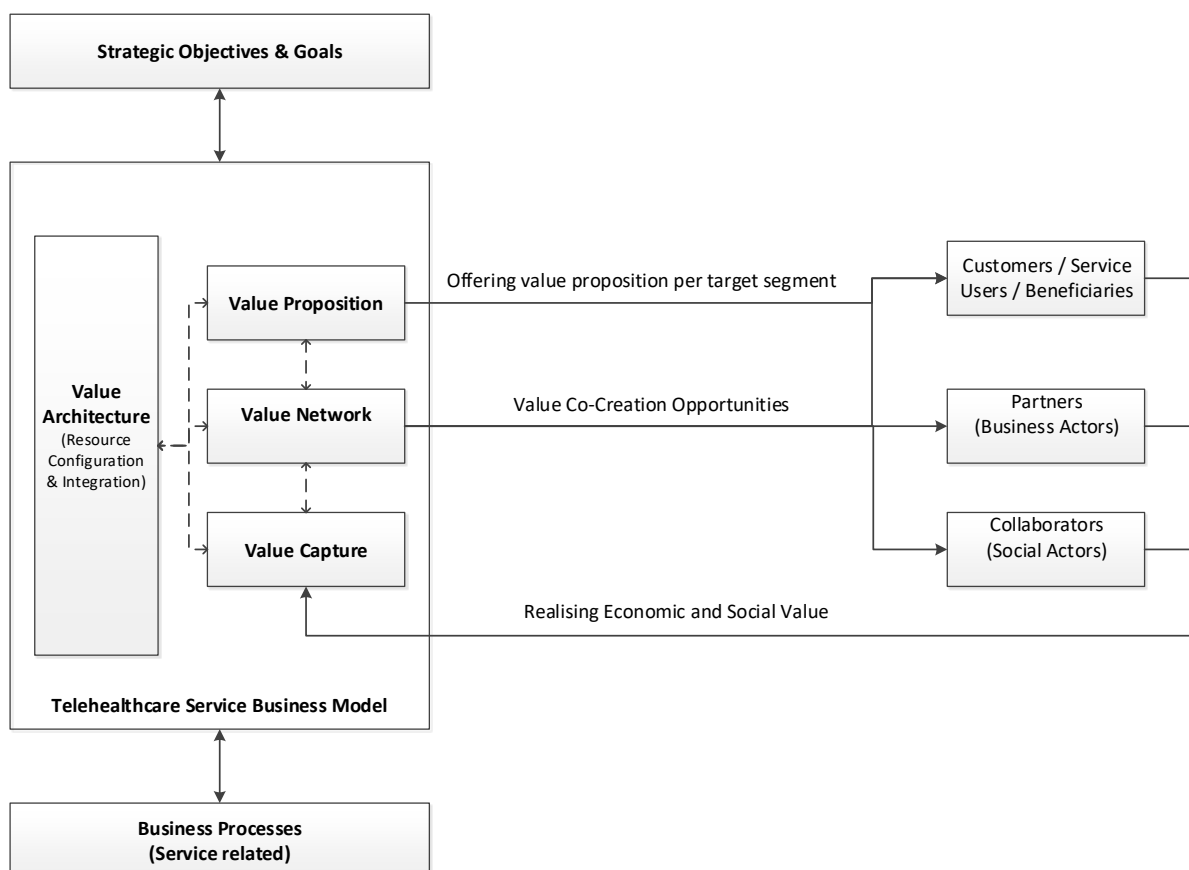 Strategic Objectives & Goals
Value
Architecture
(Resource
Configuration
& Integration)
Value Proposition
Value Network
Value Capture
Offering value proposition per target segment
Value Co-Creation Opportunities
Realising Economic and Social Value
Customers / Service
Users / Beneficiaries
Partners
(Business Actors)
Collaborators
(Social Actors)
Telehealthcare Service Business Model
Business Processes
(Service related)